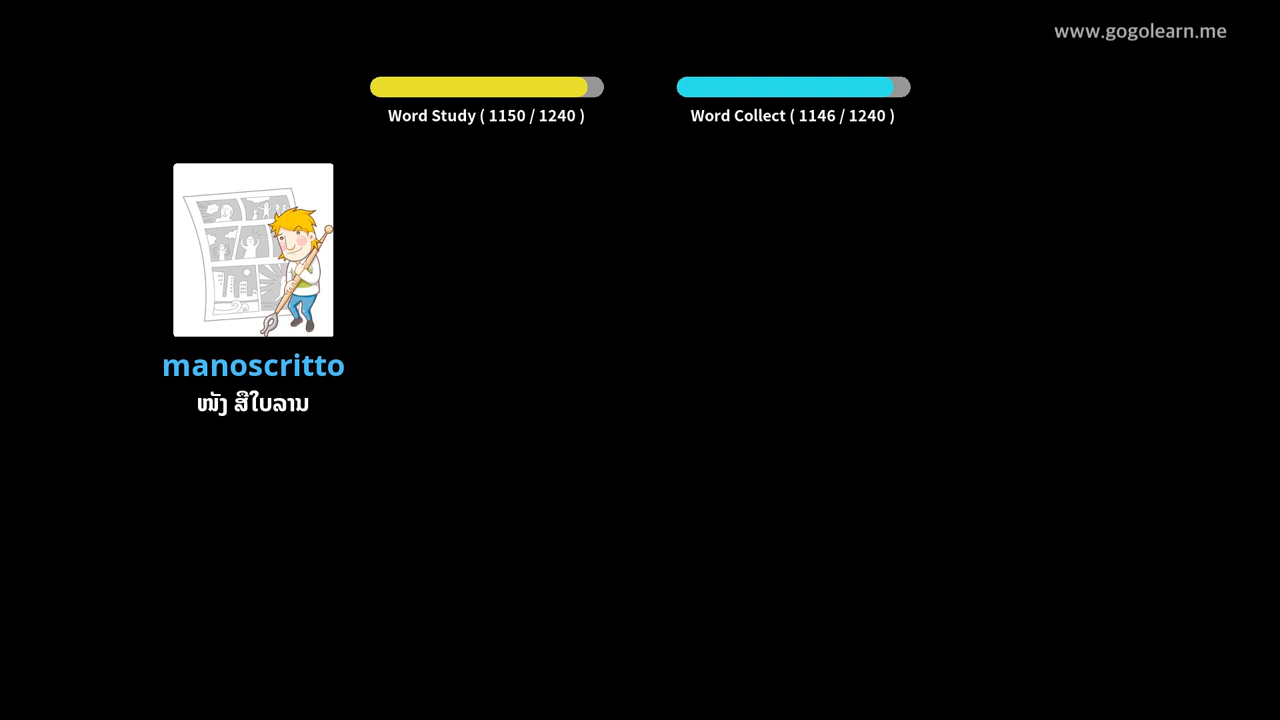 www.gogolearn.me
Word Study ( 1150 / 1240 )
Word Collect ( 1146 / 1240 )
manoscritto
ໜັງ ສືໃບລານ